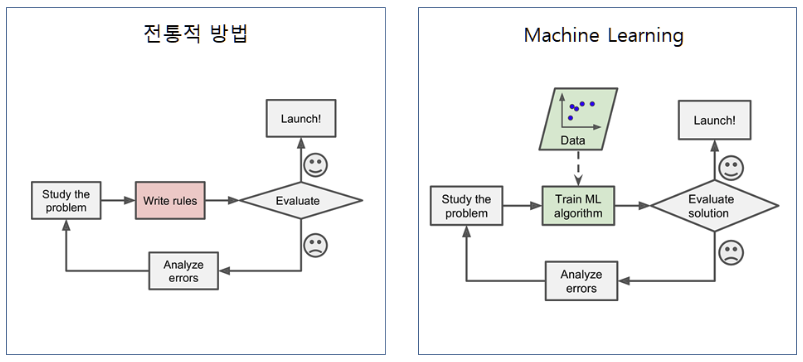 전통적 방법
Launch!
Study the
problem
Write rules
Evaluate
Analyze
errors
Machine Learning
Data
Launch!
Study the
problem
Train ML
algorithm
Evaluate
solution
Analyze
errors